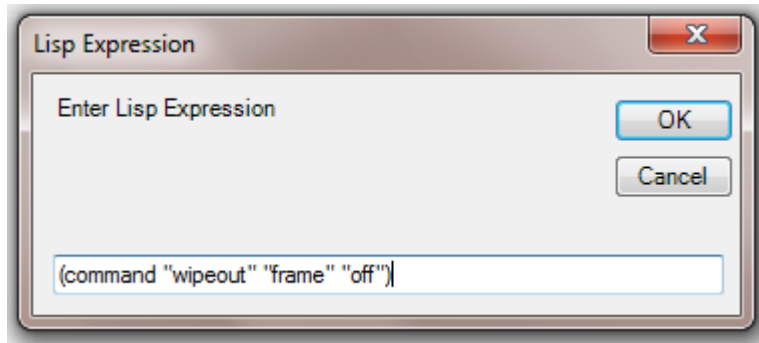 Lisp Expression
Enter Lisp Expression
OK
Cancel
(command "wipeout" "frame" "off")